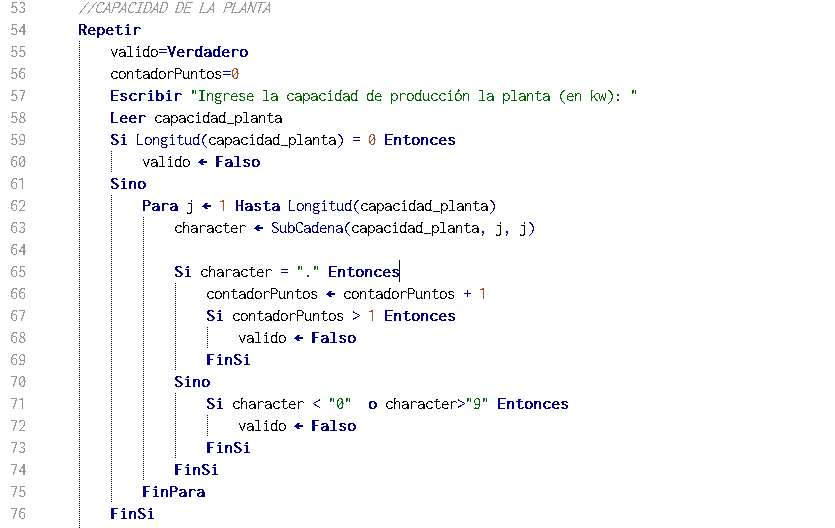 53 //CAPACIDAD DE LA PLANTA
54 Repetir
55 valido=Verdadero
56 contadorPuntos=0
57 Escribir "Ingrese la capacidad de producción la planta (en kw): "
58 Leer capacidad_planta
59 Si Longitud(capacidad_planta) = 0 Entonces
60 valido ← Falso
61 Sino
62 Para j ← 1 Hasta Longitud(capacidad_planta)
63 character ← SubCadena(capacidad_planta, j, j)
64
65 Si character = "." Entonces
66 contadorPuntos ← contadorPuntos + 1
67 Si contadorPuntos > 1 Entonces
68 valido ← Falso
69 FinSi
70 Sino
71 Si character < "0" o character>"9" Entonces
72 valido ← Falso
73 FinSi
74 FinSi
75 FinPara
76 FinSi